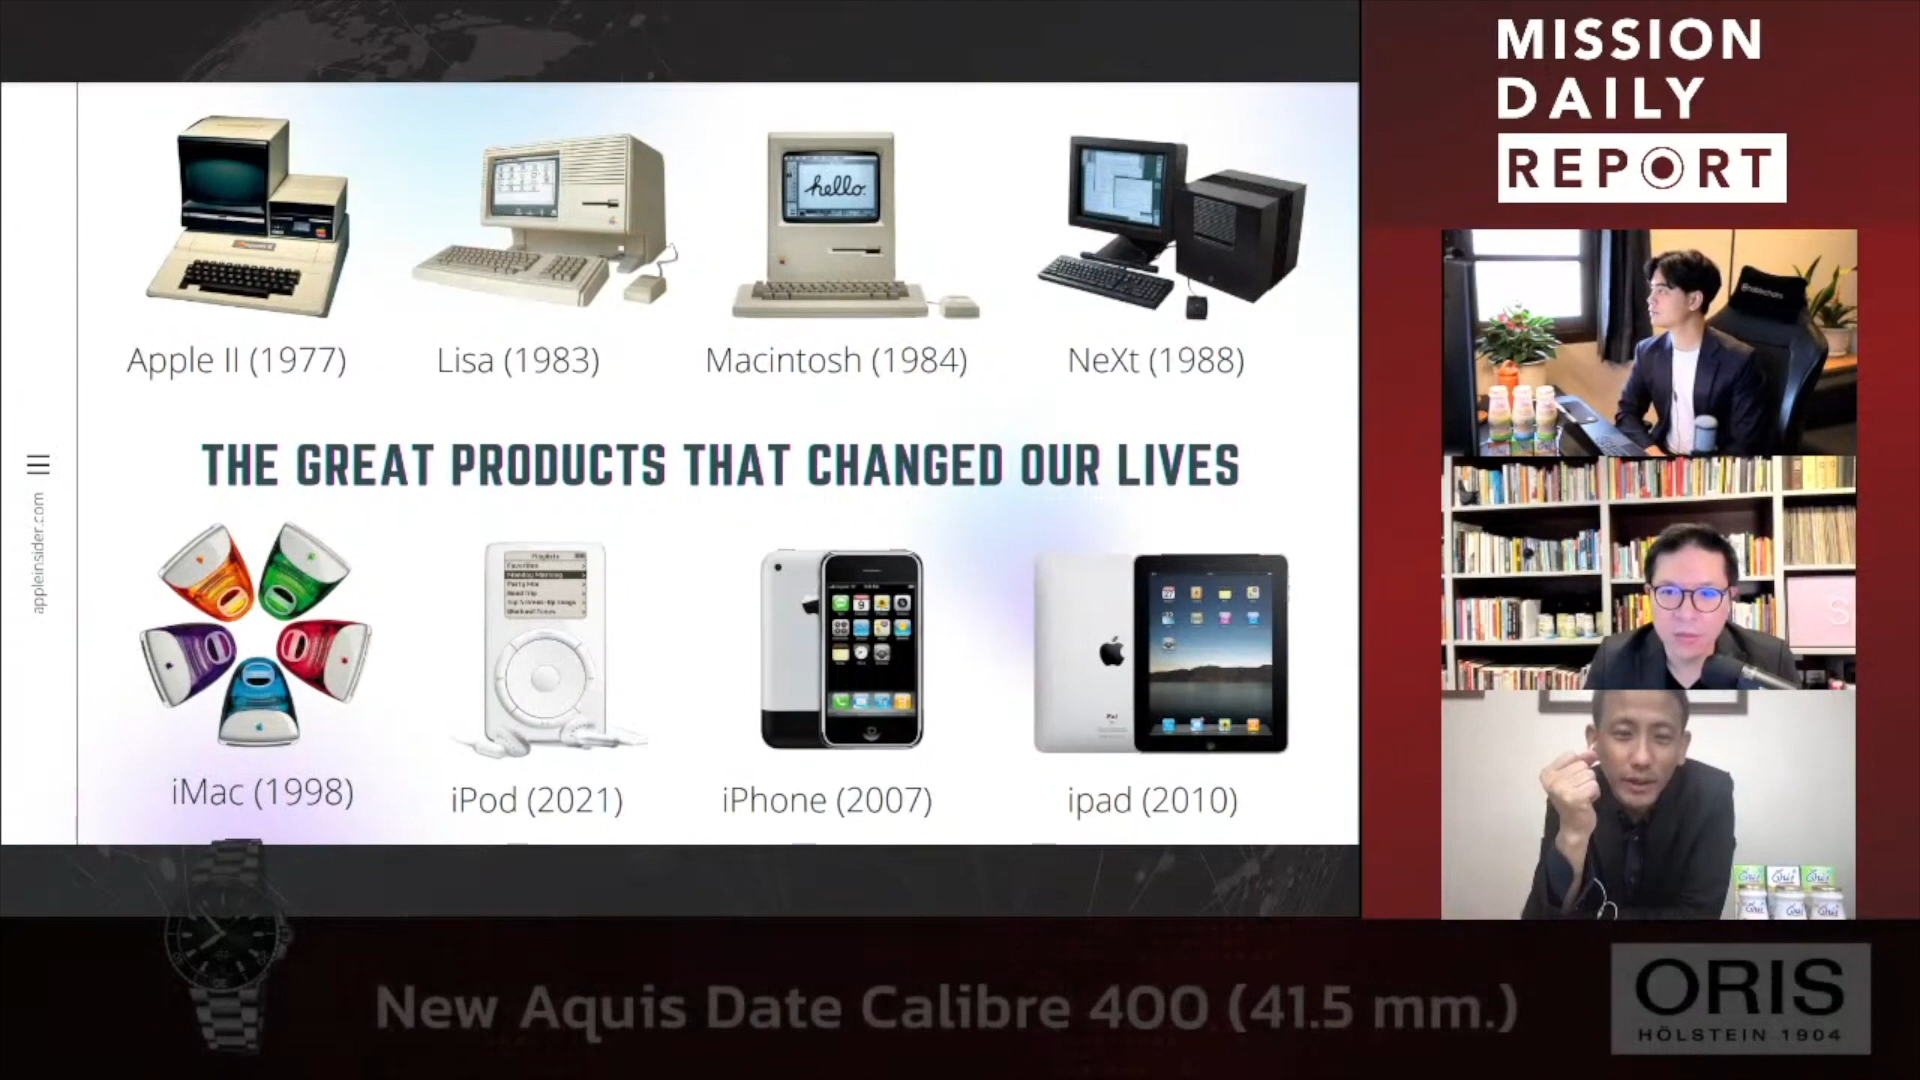 MISSION
DAILY
REPORT
Apple II (1977)
Lisa (1983)
Macintosh (1984)
NeXt (1988)
hello.
appleinsider.com
THE GREAT PRODUCTS THAT CHANGED OUR LIVES
iMac (1998)
iPod (2021)
iPhone (2007)
ipad (2010)
New Aquis Date Calibre 400 (41.5 mm.)
ORIS
HÖLSTEIN 1904